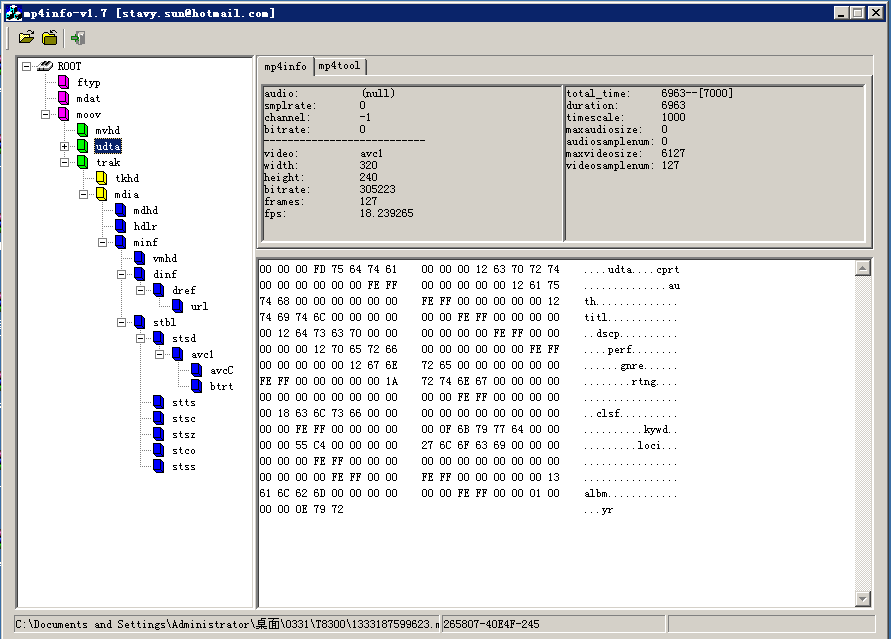 mp4info-v1.7 [stavy.sun@hotmail.com]
ROOT
ftyp
mdat
moov
mvhd
udta
trak
tkhd
mdia
mdhd
hdlr
minf
vmhd
dinf
dref
url
stbl
stsd
avc1
avcC
btrt
stts
stsc
stsz
stco
stss
mp4info mp4tool
audio: (null)
smplrate: 0
channel: -1
bitrate: 0
---------------------------
video: avc1
width: 320
height: 240
bitrate: 305223
frames: 127
fps: 18.239265
total_time: 6963--[7000]
duration: 6963
timescale: 1000
maxaudiosize: 0
audiosamplenum: 0
maxvideosize: 6127
videosamplenum: 127
00 00 00 FD 75 64 74 61 00 00 00 12 63 70 72 74 ....udta....cprt
00 00 00 00 00 00 FE FF 00 00 00 00 00 12 61 75 ..............au
74 68 00 00 00 00 00 00 FE FF 00 00 00 00 00 12 th..............
74 69 74 6C 00 00 00 00 00 00 FE FF 00 00 00 00 titl............
00 12 64 73 63 70 00 00 00 00 00 00 FE FF 00 00 ..dscp..........
00 00 00 12 70 65 72 66 00 00 00 00 00 00 FE FF ....perf........
00 00 00 00 00 12 67 6E 72 65 00 00 00 00 00 00 ......gnre......
FE FF 00 00 00 00 00 1A 72 74 6E 67 00 00 00 00 ........rtng....
00 00 00 00 00 00 00 00 00 00 FE FF 00 00 00 00 ................
00 18 63 6C 73 66 00 00 00 00 00 00 00 00 00 00 ..clsf..........
00 00 FE FF 00 00 00 00 00 0F 6B 79 77 64 00 00 ..........kywd..
00 00 55 C4 00 00 00 00 27 6C 6F 63 69 00 00 00 .........loci...
00 00 00 00 FE FF 00 00 00 00 00 00 00 00 00 00 ................
00 00 00 00 00 FE FF 00 00 FE FF 00 00 00 00 13 ................
61 6C 62 6D 00 00 00 00 00 00 FE FF 00 00 01 00 albm............
00 00 0E 79 72 ...yr
C:\Documents and Settings\Administrator\桌面\0331\T8300\1333187599623.m 265807-40E4F-245